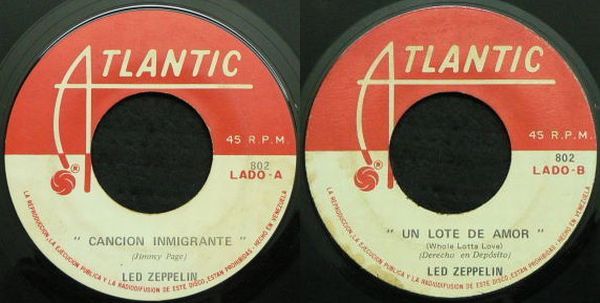 ATLANTIC
45 R.P.M
®
802
LADO-A
" CANCION INMIGRANTE "
(Jimmy Page)
LED ZEPPELIN
LA REPRODUCCION, LA EJECUCION PUBLICA Y LA RADIODIFUSION DE ESTE DISCO, ESTAN PROHIBIDAS - HECHO EN VENEZUELA
ATLANTIC
45 R.P.M
®
802
LADO-B
" UN LOTE DE AMOR "
(Whole Lotta Love)
(Derecho en Depósito)
LED ZEPPELIN
LA REPRODUCCION, LA EJECUCION PUBLICA Y LA RADIODIFUSION DE ESTE DISCO, ESTAN PROHIBIDAS - HECHO EN VENEZUELA